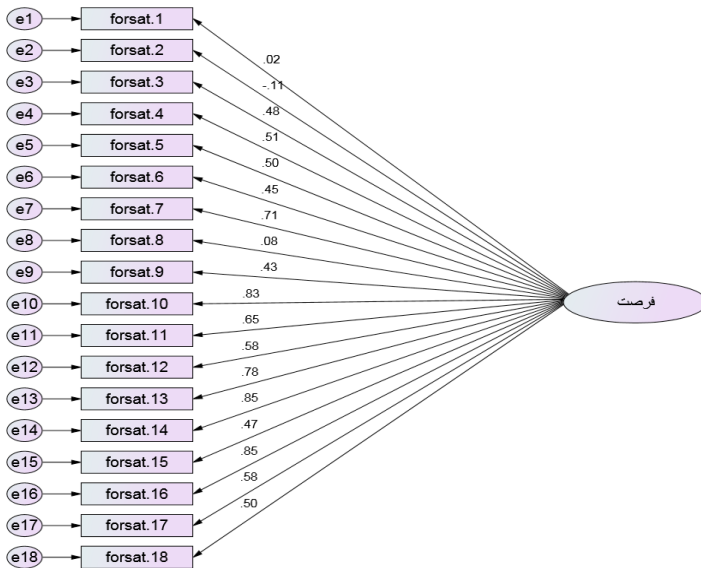 e1 forsat.1
e2 forsat.2
.02
e3 forsat.3
-.11
e4 forsat.4
.48
e5 forsat.5
.51
e6 forsat.6
.50
e7 forsat.7
.45
.71
e8 forsat.8
.08
e9 forsat.9
.43
e10 forsat.10
.83
فرصت
e11 forsat.11
.65
e12 forsat.12
.58
e13 forsat.13
.78
e14 forsat.14
.85
.47
e15 forsat.15
.85
e16 forsat.16
.58
e17 forsat.17
.50
e18 forsat.18